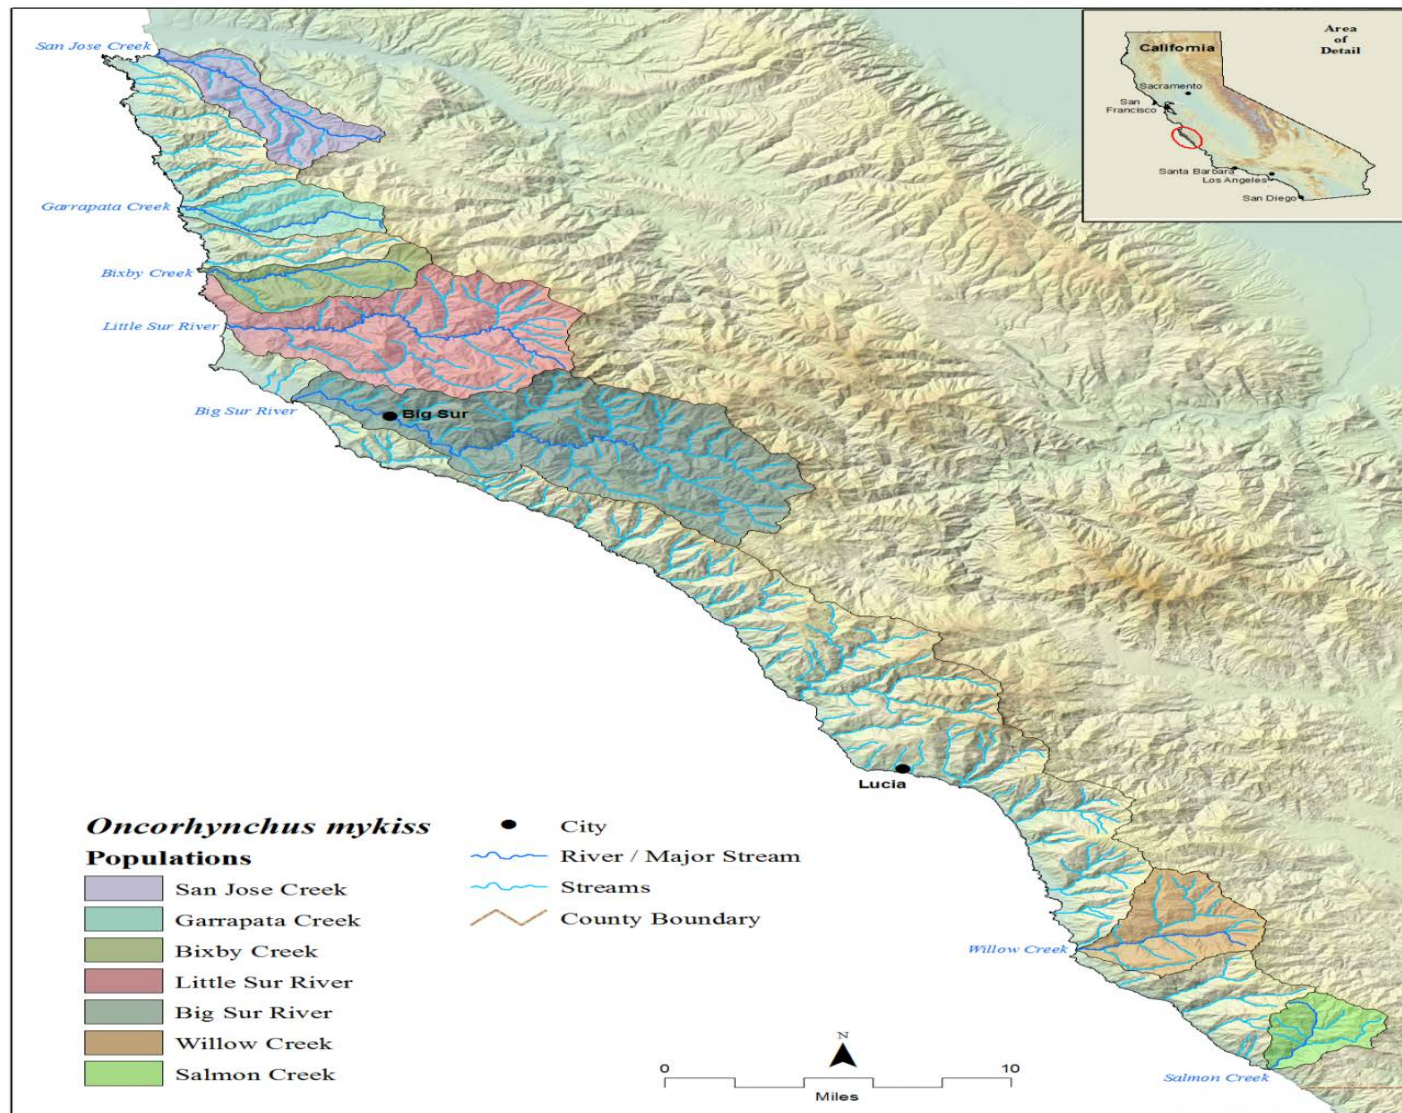 San Jose Creek
Garrapata Creek
Bixby Creek
Little Sur River
Big Sur River
Big Sur
Lucia
Willow Creek
Salmon Creek
California
Area
of
Detail
Sacramento
San
Francisco
Santa Barbara
Los Angeles
San Diego
Oncorhynchus mykiss
Populations
San Jose Creek
Garrapata Creek
Bixby Creek
Little Sur River
Big Sur River
Willow Creek
Salmon Creek
City
River / Major Stream
Streams
County Boundary
N
0 10
Miles